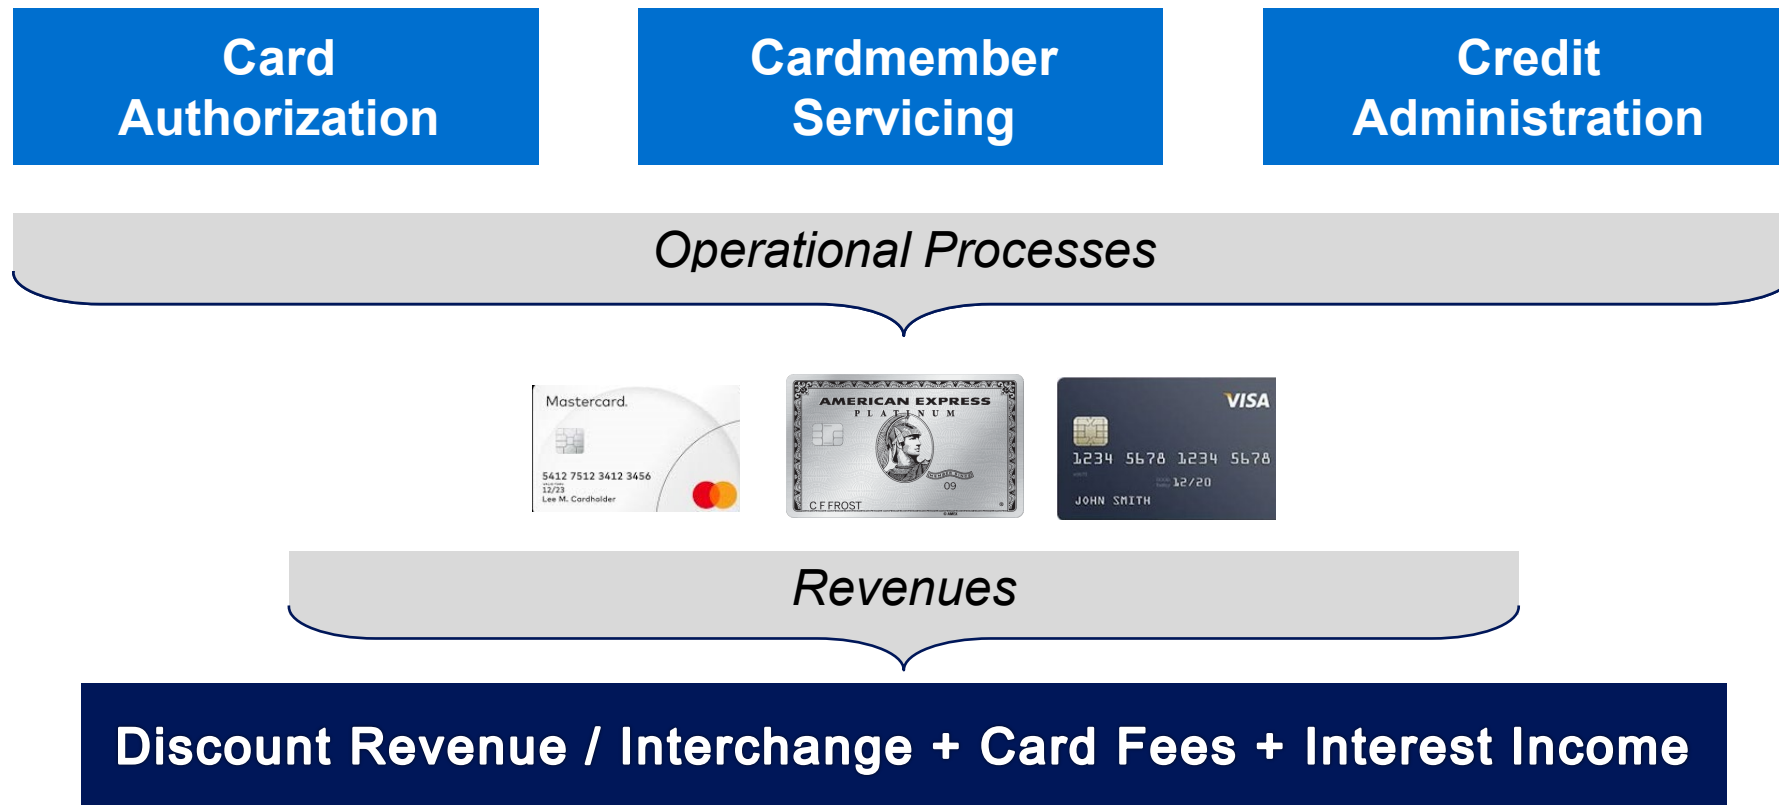 Card
Authorization
Cardmember
Servicing
Credit
Administration
Operational Processes
Mastercard.
5412 7512 3412 3456
12/23
Lee M. Cardholder
AMERICAN EXPRESS
PLATINUM
09
C F FROST
VISA
1234 5678 1234 5678
12/20
JOHN SMITH
Revenues
Discount Revenue / Interchange + Card Fees + Interest Income